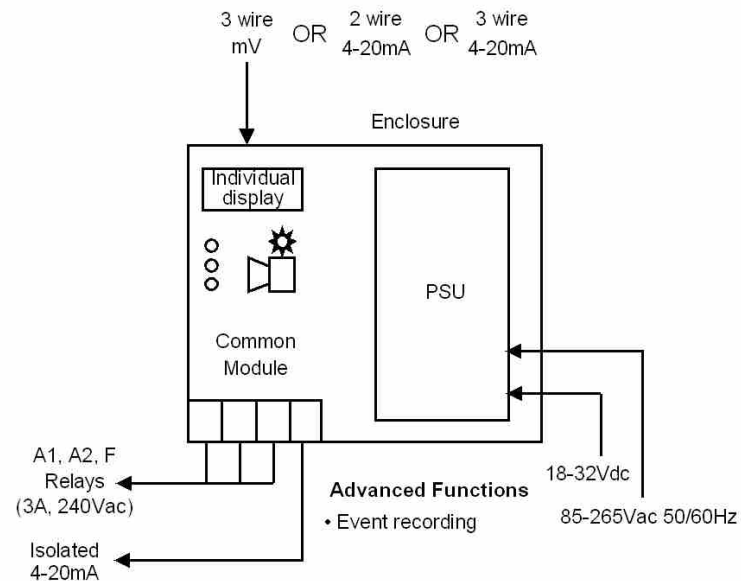 3 wire
mV
OR
2 wire
4-20mA
OR
3 wire
4-20mA
Enclosure
Individual
display
PSU
Common
Module
A1, A2, F
Relays
(3A, 240Vac)
Isolated
4-20mA
Advanced Functions
• Event recording
18-32Vdc
85-265Vac 50/60Hz